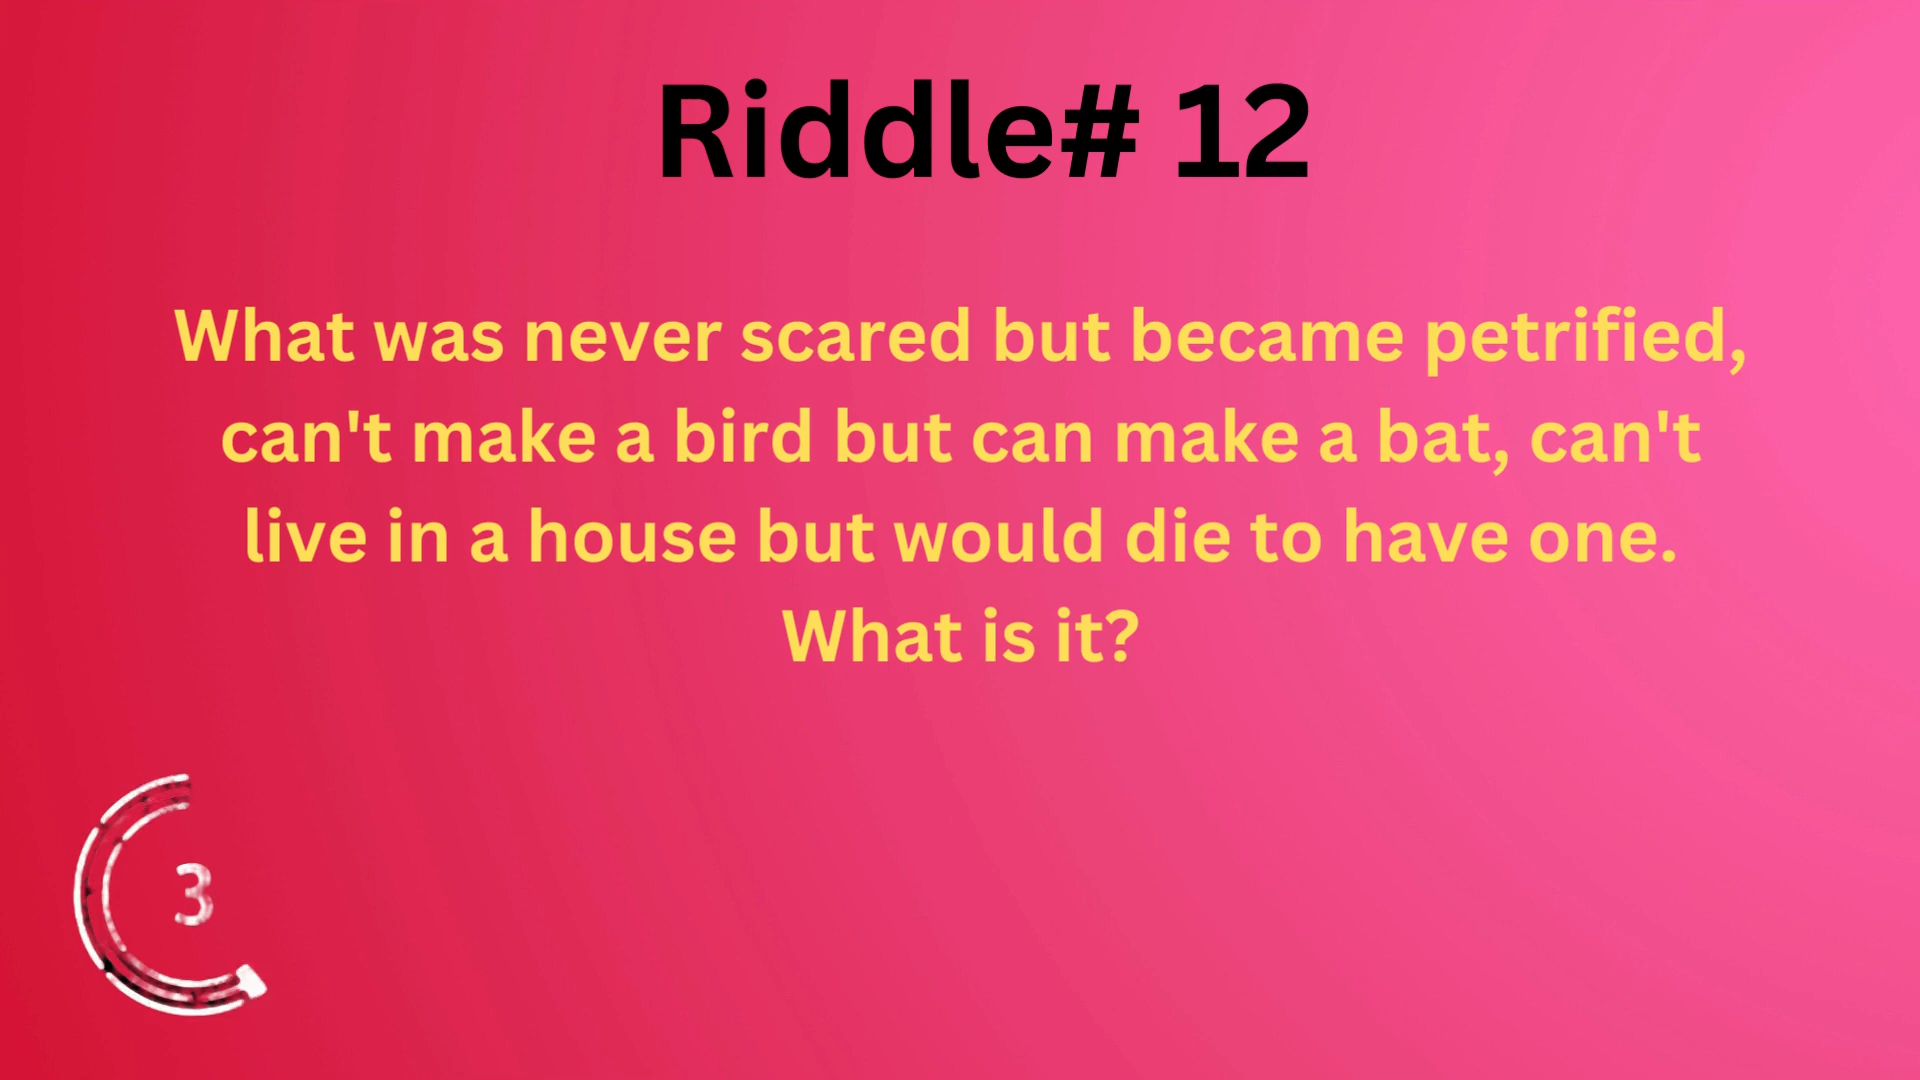 Riddle# 12
What was never scared but became petrified,
can't make a bird but can make a bat, can't
live in a house but would die to have one.
What is it?
3